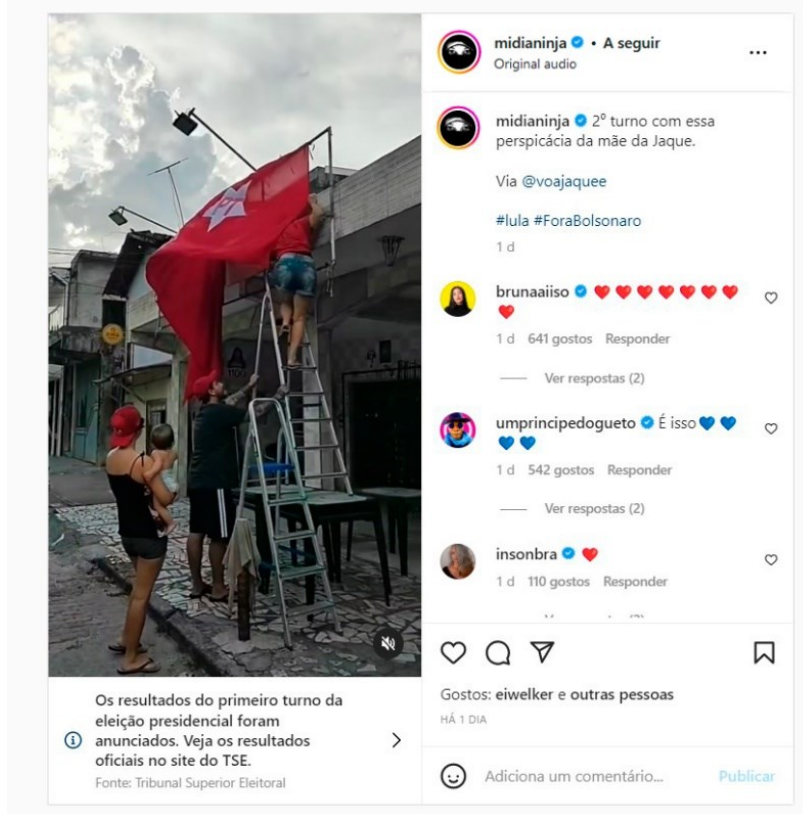 midianinja • A seguir
Original audio
midianinja 2º turno com essa
perspicácia da mãe da Jaque.
Via @voajaquee
#lula #ForaBolsonaro
1 d
brunaaiiso ❤️ ❤️ ❤️ ❤️ ❤️ ❤️ ❤️
❤️
1 d 641 gostos Responder
Ver respostas (2)
umprincipedogueto É isso💙 💙
💙 💙
1 d 542 gostos Responder
Ver respostas (2)
insonbra ❤️
1 d 110 gostos Responder
Gostos: eiwelker e outras pessoas
HÁ 1 DIA
Adiciona um comentário... Publicar
PT
Os resultados do primeiro turno da
eleição presidencial foram
anunciados. Veja os resultados
oficiais no site do TSE.
Fonte: Tribunal Superior Eleitoral